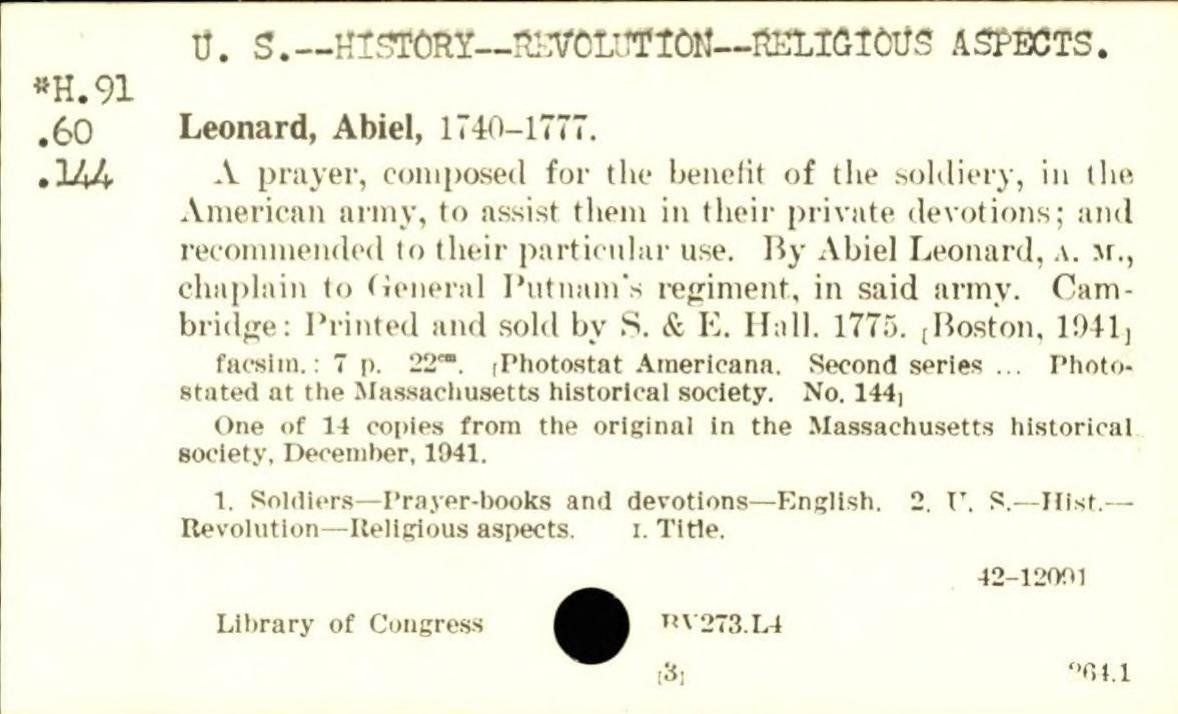 U. S.--HISTORY--REVOLUTION--RELIGIOUS ASPECTS.
*H.91
.60
.144
Leonard, Abiel, 1740–1777.
A prayer, composed for the benefit of the soldiery, in the
American army, to assist them in their private devotions; and
recommended to their particular use. By Abiel Leonard, A. M.,
chaplain to General Putnam's regiment, in said army. Cam-
bridge: Printed and sold by S. & E. Hall. 1775. [Boston, 1941]
facsim.: 7 p. 22cm. [Photostat Americana. Second series ... Photo-
stated at the Massachusetts historical society. No. 144]
One of 14 copies from the original in the Massachusetts historical
society, December, 1941.
1. Soldiers—Prayer-books and devotions—English. 2. U. S.—Hist.—
Revolution—Religious aspects. I. Title.
42–12091
Library of Congress BV273.L4
[3] 264.1